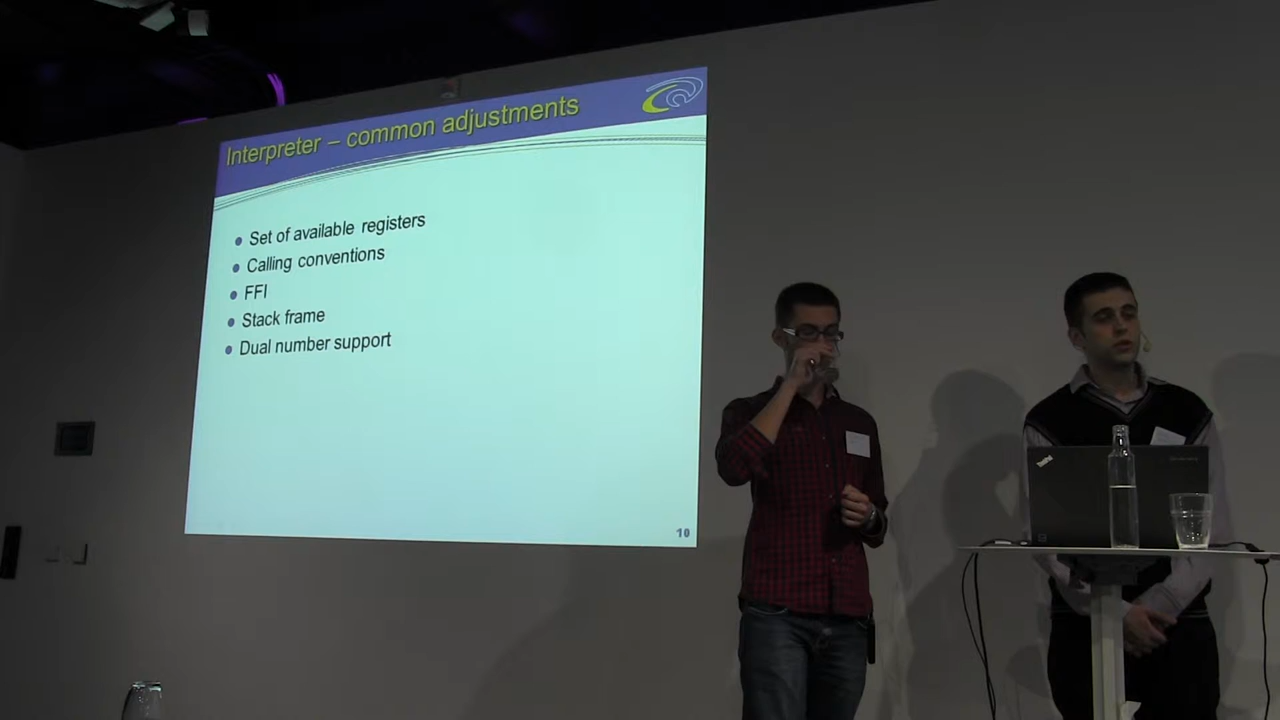 Interpreter – common adjustments
Set of available registers
Calling conventions
FFI
Stack frame
Dual number support
10